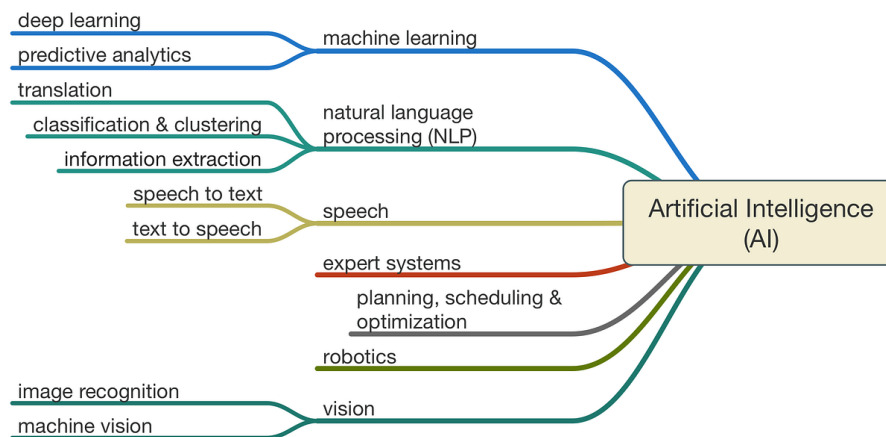 deep learning
predictive analytics
machine learning
translation
classification & clustering
information extraction
natural language
processing (NLP)
speech to text
text to speech
speech
expert systems
planning, scheduling &
optimization
robotics
image recognition
machine vision
vision
Artificial Intelligence
(AI)